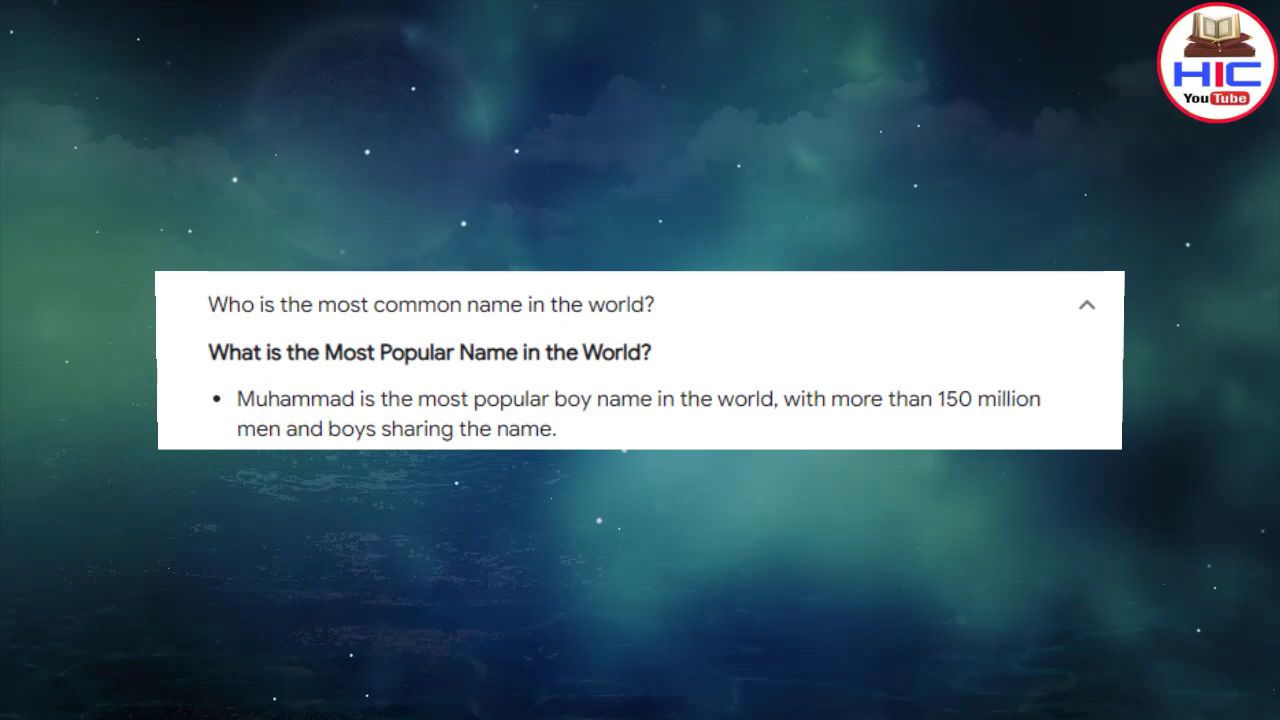 HIC
YouTube
Who is the most common name in the world?
What is the Most Popular Name in the World?
• Muhammad is the most popular boy name in the world, with more than 150 million
men and boys sharing the name.